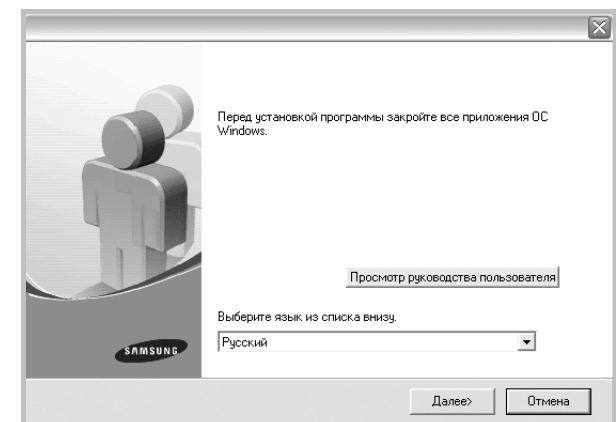 Перед установкой программы закройте все приложения ОС
Windows.
Просмотр руководства пользователя
Выберите язык из списка внизу.
Русский
SAMSUNG
Далее>
Отмена